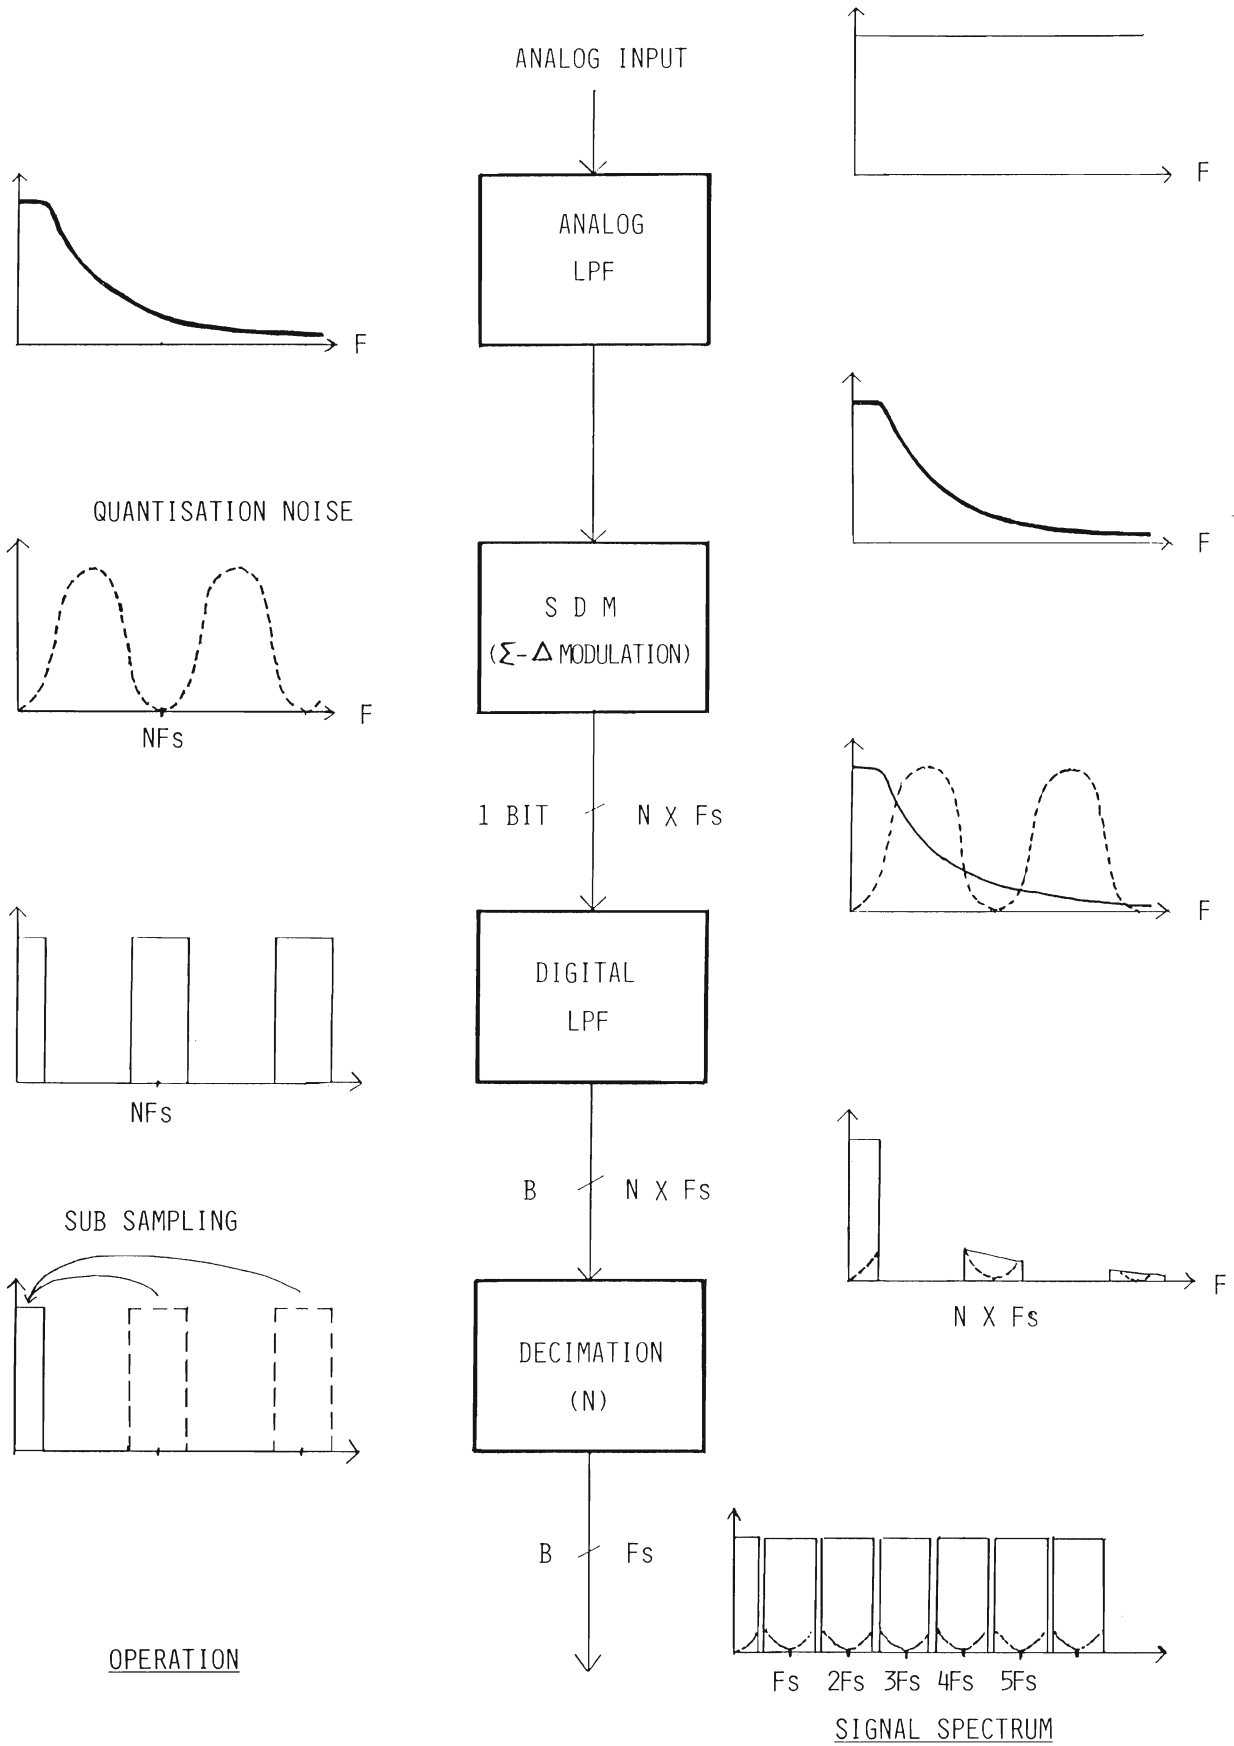 ANALOG INPUT
F
ANALOG
LPF
F
F
QUANTISATION NOISE
S D M
(Σ-Δ MODULATION)
F
NFs
1 BIT N X Fs
F
DIGITAL
LPF
NFs
B N X Fs
SUB SAMPLING
F
N X Fs
DECIMATION
(N)
B Fs
OPERATION
Fs 2Fs 3Fs 4Fs 5Fs
SIGNAL SPECTRUM